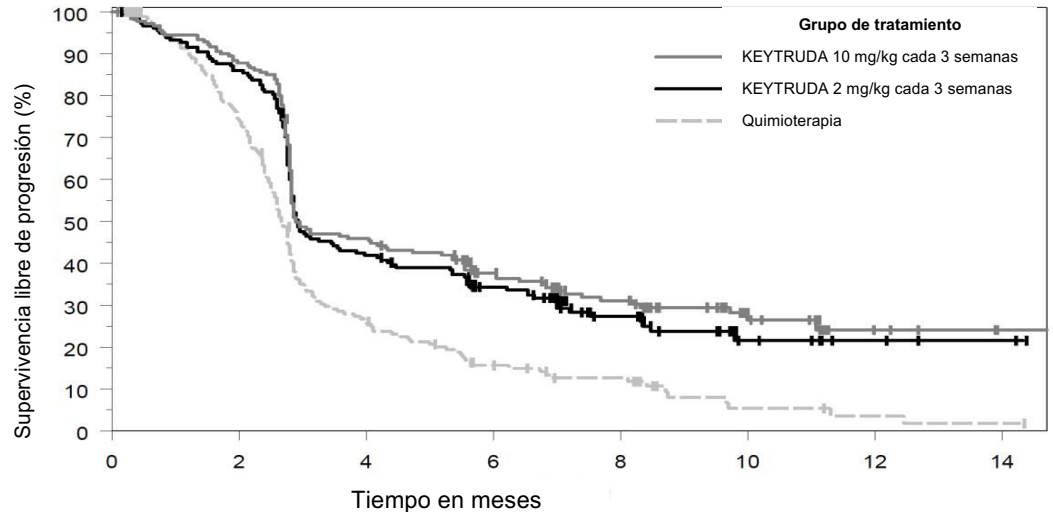 Grupo de tratamiento
KEYTRUDA 10 mg/kg cada 3 semanas
KEYTRUDA 2 mg/kg cada 3 semanas
Quimioterapia
Supervivencia libre de progresión (%)
100
90
80
70
60
50
40
30
20
10
0
0 2 4 6 8 10 12 14
Tiempo en meses